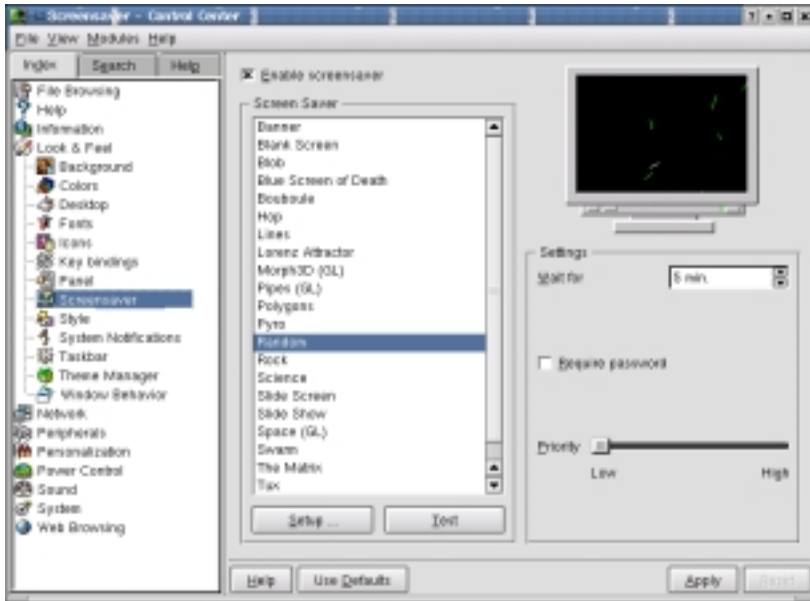 Screensaver - Control Center
File View Modules Help
Index Search Help
File Browsing
Help
Information
Look & Feel
Background
Colors
Desktop
Fonts
Icons
Key bindings
Panel
Screensaver
Style
System Notifications
Taskbar
Theme Manager
Window Behavior
Network
Peripherals
Personalization
Power Control
Sound
System
Web Browsing
Enable screensaver
Screen Saver
Banner
Blank Screen
Blob
Blue Screen of Death
Bouboule
Hop
Lines
Lorenz Attractor
Morph3D (GL)
Pipes (GL)
Polygons
Pyro
Random
Rock
Science
Slide Screen
Slide Show
Space (GL)
Swarm
The Matrix
Tux
Setup ... Test
Settings
Wait for 5 min.
Require password
Priority
Low High
Help Use Defaults Apply Reset